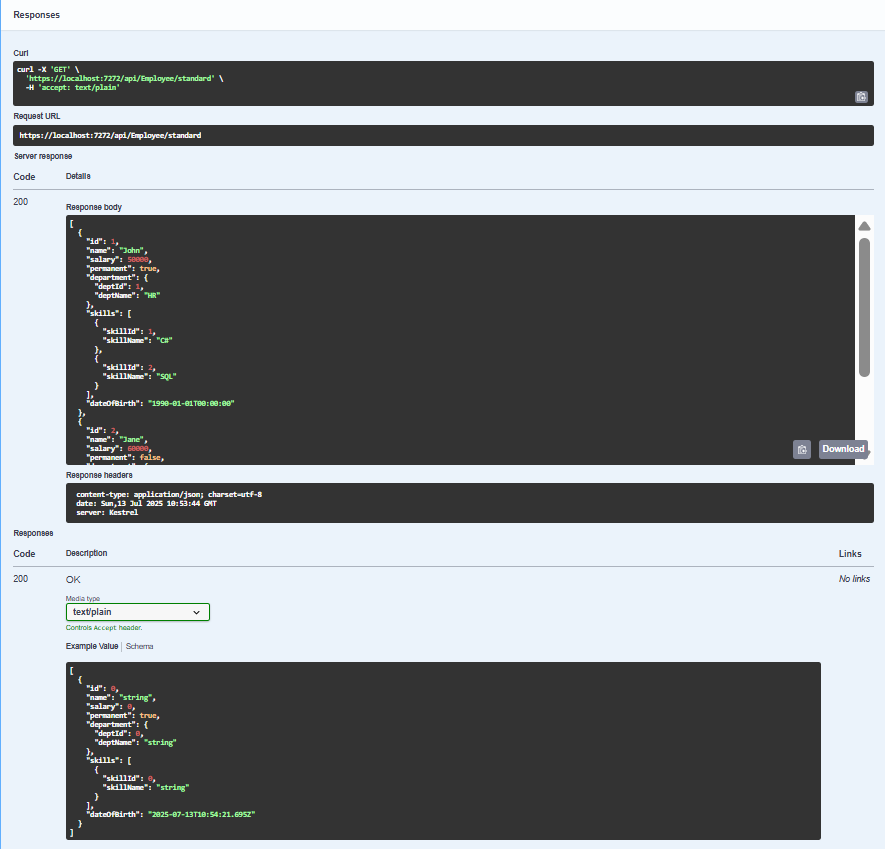 Responses
Curl
curl -X 'GET' \
  'https://localhost:7272/api/Employee/standard' \
  -H 'accept: text/plain'
Request URL
https://localhost:7272/api/Employee/standard
Server response
Code Details
200
Response body
[
  {
    "id": 1,
    "name": "John",
    "salary": 50000,
    "permanent": true,
    "department": {
      "deptId": 1,
      "deptName": "HR"
    },
    "skills": [
      {
        "skillId": 1,
        "skillName": "C#"
      },
      {
        "skillId": 2,
        "skillName": "SQL"
      }
    ],
    "dateOfBirth": "1990-01-01T00:00:00"
  },
  {
    "id": 2,
    "name": "Jane",
    "salary": 60000,
    "permanent": false,
Download
Response headers
content-type: application/json; charset=utf-8
date: Sun,13 Jul 2025 10:53:44 GMT
server: Kestrel
Responses
Code Description Links
200 OK No links
Media type
text/plain
Controls Accept header.
Example Value | Schema
[
  {
    "id": 0,
    "name": "string",
    "salary": 0,
    "permanent": true,
    "department": {
      "deptId": 0,
      "deptName": "string"
    },
    "skills": [
      {
        "skillId": 0,
        "skillName": "string"
      }
    ],
    "dateOfBirth": "2025-07-13T10:54:21.695Z"
  }
]